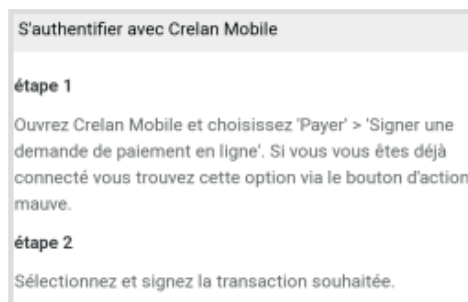 S'authentifier avec Crelan Mobile
étape 1
Ouvrez Crelan Mobile et choisissez 'Payer' > 'Signer une
demande de paiement en ligne'. Si vous vous êtes déjà
connecté vous trouvez cette option via le bouton d'action
mauve.
étape 2
Sélectionnez et signez la transaction souhaitée.